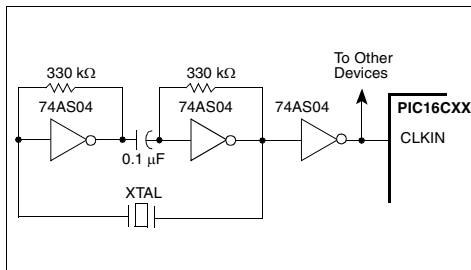 330 kΩ
330 kΩ
To Other
Devices
74AS04
74AS04
74AS04
PIC16CXX
CLKIN
0.1 µF
XTAL